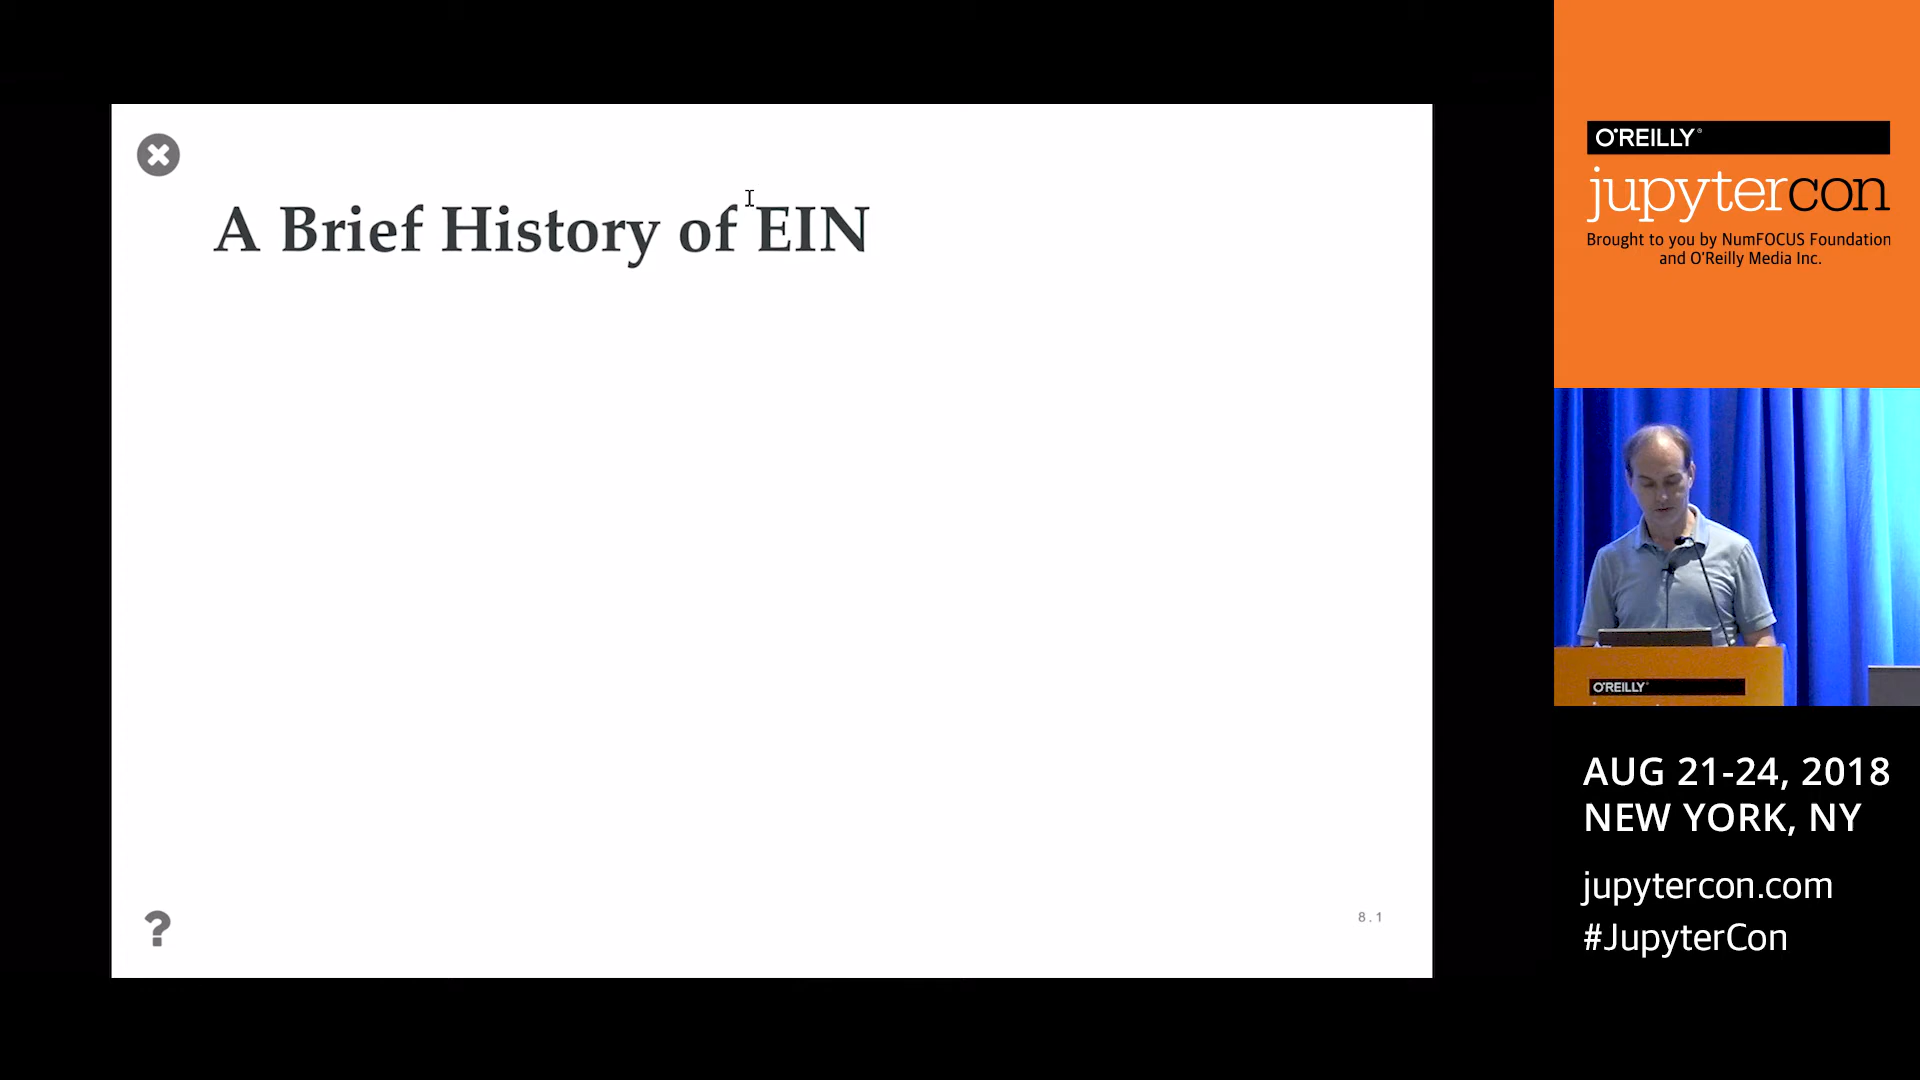 A Brief History of EIN
8.1
O'REILLY®
jupytercon
Brought to you by NumFOCUS Foundation
and O'Reilly Media Inc.
O'REILLY®
AUG 21-24, 2018
NEW YORK, NY
jupytercon.com
#JupyterCon